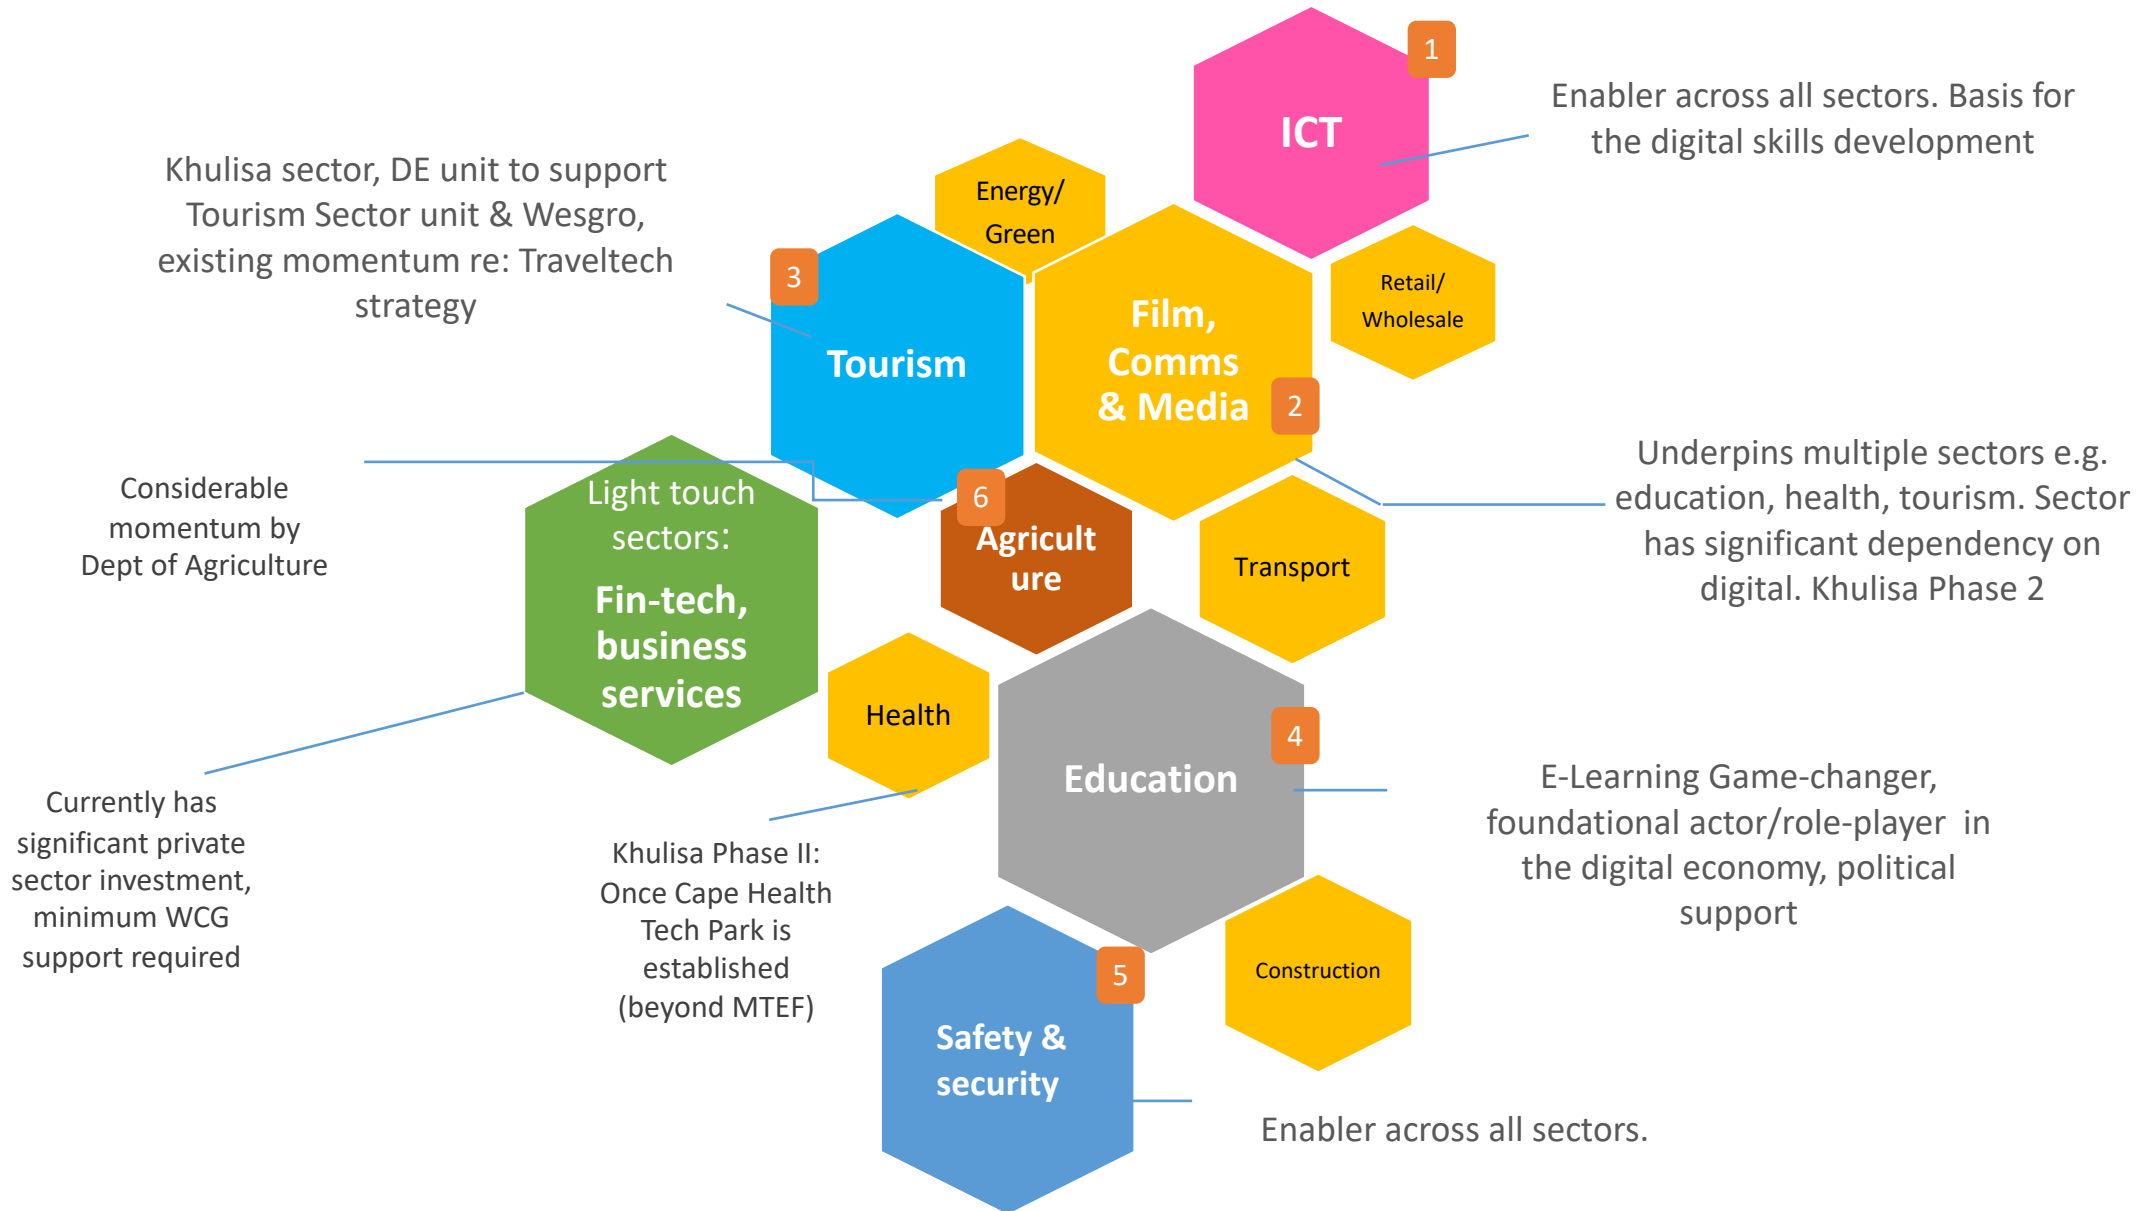 1
ICT
Enabler across all sectors. Basis for
the digital skills development
Khulisa sector, DE unit to support
Tourism Sector unit & Wesgro,
existing momentum re: Traveltech
strategy
Energy/
Green
3
Tourism
Film,
Comms
& Media
2
Retail/
Wholesale
Underpins multiple sectors e.g.
education, health, tourism. Sector
has significant dependency on
digital. Khulisa Phase 2
Considerable
momentum by
Dept of Agriculture
Light touch
sectors:
Fin-tech,
business
services
6
Agricult
ure
Transport
Health
4
Education
E-Learning Game-changer,
foundational actor/role-player  in
the digital economy, political
support
Currently has
significant private
sector investment,
minimum WCG
support required
Khulisa Phase II:
Once Cape Health
Tech Park is
established
(beyond MTEF)
5
Safety &
security
Construction
Enabler across all sectors.